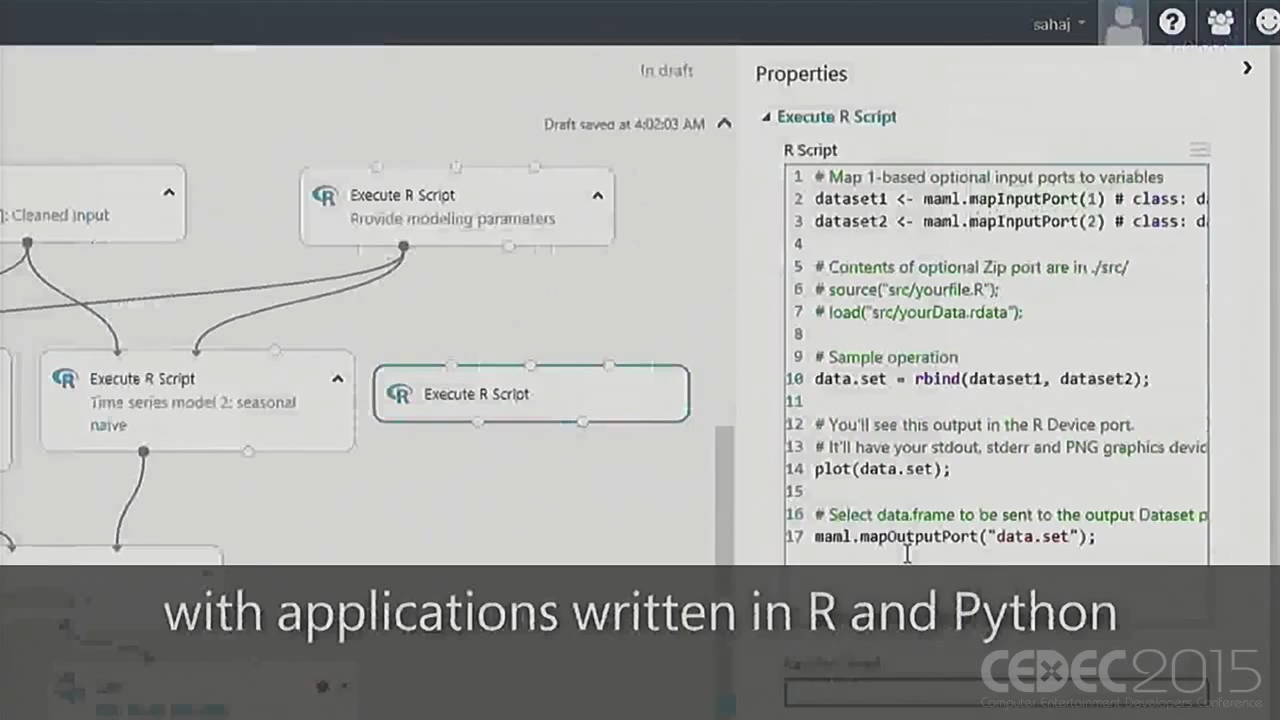 sahaj
In draft
Properties
Draft saved at 4:02:03 AM
Execute R Script
R Script
]: Cleaned input
Execute R Script
Provide modeling parameters
Execute R Script
Time series model 2: seasonal
naive
Execute R Script
1 # Map 1-based optional input ports to variables
2 dataset1 <- maml.mapInputPort(1) # class: d
3 dataset2 <- maml.mapInputPort(2) # class: d
4
5 # Contents of optional Zip port are in ./src/
6 # source("src/yourfile.R");
7 # load("src/yourData.rdata");
8
9 # Sample operation
10 data.set = rbind(dataset1, dataset2);
11
12 # You'll see this output in the R Device port.
13 # It'll have your stdout, stderr and PNG graphics devic
14 plot(data.set);
15
16 # Select data.frame to be sent to the output Dataset p
17 maml.mapOutputPort("data.set");
with applications written in R and Python
CEDEC2015
Computer Entertainment Developers Conference